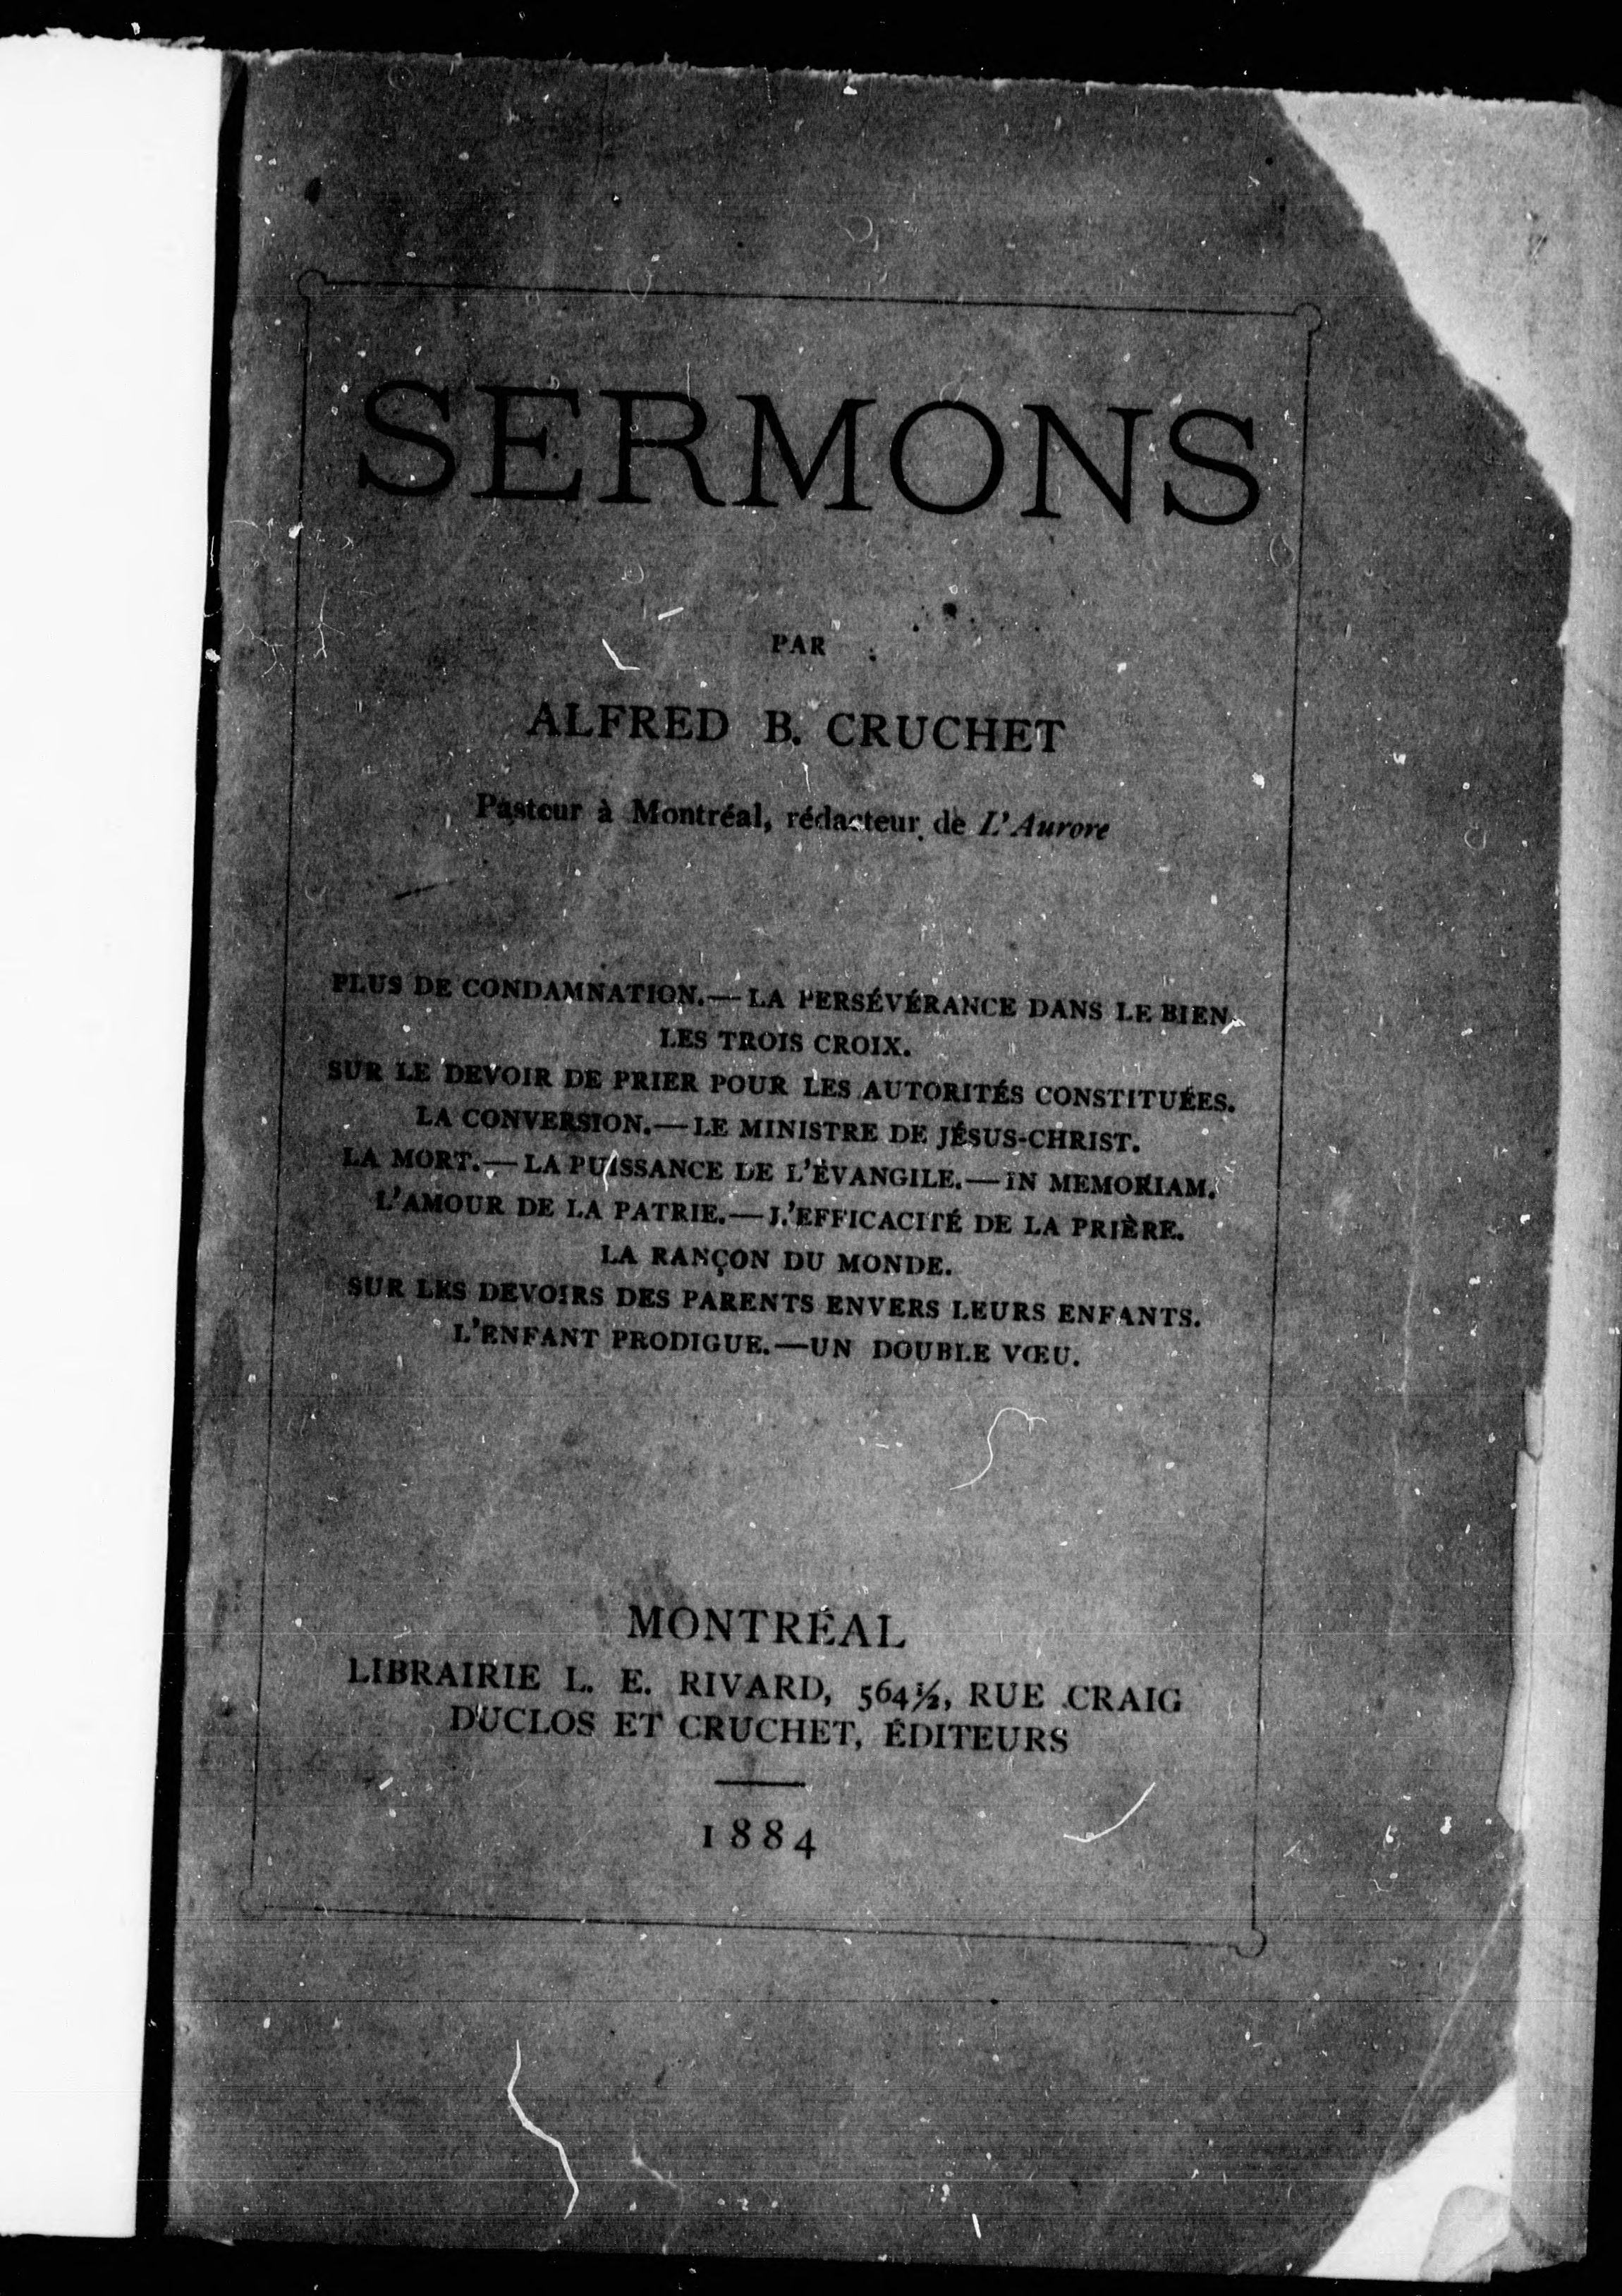 SERMONS
PAR
ALFRED B. CRUCHET
Pasteur à Montréal, rédacteur de L'Aurore
PLUS DE CONDAMNATION.—LA PERSÉVÉRANCE DANS LE BIEN.
LES TROIS CROIX.
SUR LE DEVOIR DE PRIER POUR LES AUTORITÉS CONSTITUÉES.
LA CONVERSION.—LE MINISTRE DE JÉSUS-CHRIST.
LA MORT.—LA PUISSANCE DE L'ÉVANGILE.—IN MEMORIAM.
L'AMOUR DE LA PATRIE.—L'EFFICACITÉ DE LA PRIÈRE.
LA RANÇON DU MONDE.
SUR LES DEVOIRS DES PARENTS ENVERS LEURS ENFANTS.
L'ENFANT PRODIGUE.—UN DOUBLE VŒU.
MONTRÉAL
LIBRAIRIE L. E. RIVARD, 564½, RUE CRAIG
DUCLOS ET CRUCHET, ÉDITEURS
1884